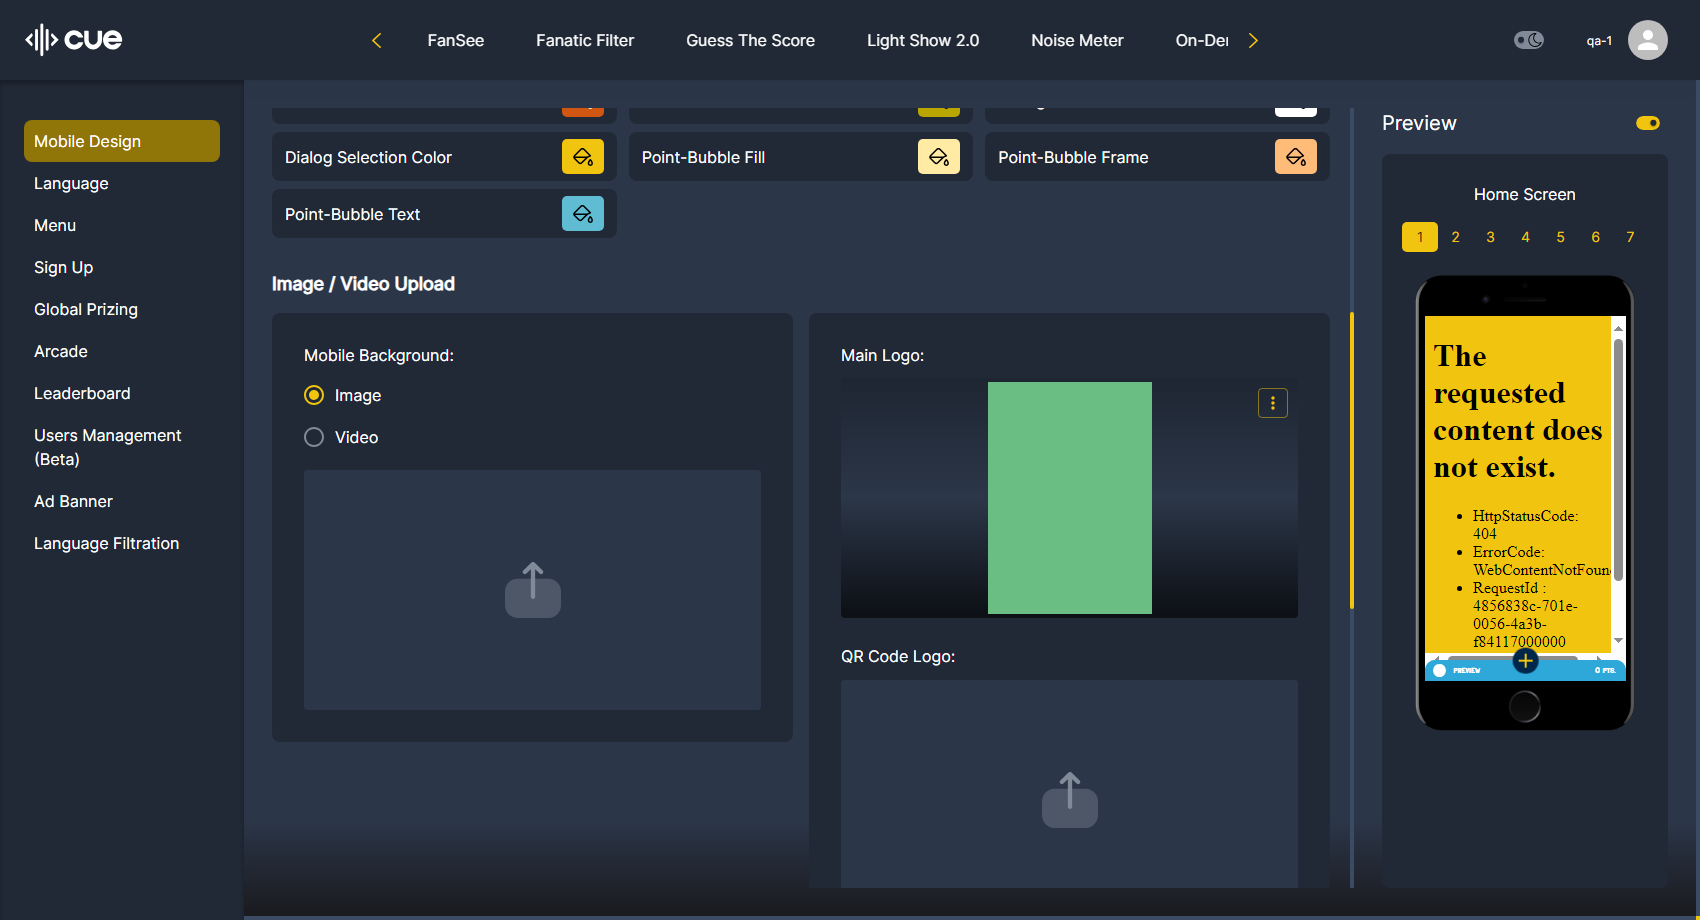 cue
FanSee
Fanatic Filter
Guess The Score
Light Show 2.0
Noise Meter
On-De
qa-1
Mobile Design
Language
Menu
Sign Up
Global Prizing
Arcade
Leaderboard
Users Management
(Beta)
Ad Banner
Language Filtration
Dialog Selection Color
Point-Bubble Fill
Point-Bubble Frame
Point-Bubble Text
Image / Video Upload
Mobile Background:
Image
Video
Main Logo:
QR Code Logo:
Preview
Home Screen
1 2 3 4 5 6 7
The
requested
content does
not exist.
HttpStatusCode:
404
ErrorCode:
WebContentNotFoun
RequestId :
4856838c-701e-
0056-4a3b-
f84117000000
PREVIEW
0 PTS.